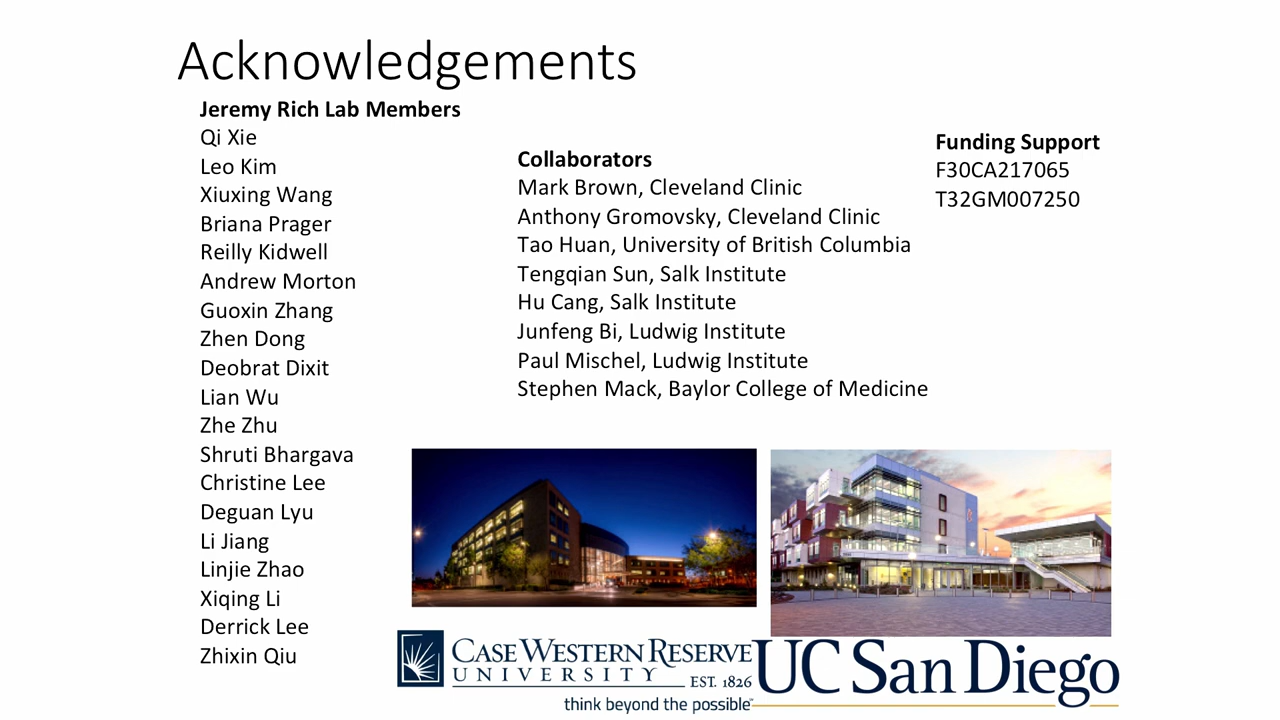 Acknowledgements
Jeremy Rich Lab Members
Qi Xie
Leo Kim
Xiuxing Wang
Briana Prager
Reilly Kidwell
Andrew Morton
Guoxin Zhang
Zhen Dong
Deobrat Dixit
Lian Wu
Zhe Zhu
Shruti Bhargava
Christine Lee
Deguan Lyu
Li Jiang
Linjie Zhao
Xiqing Li
Derrick Lee
Zhixin Qiu
Collaborators
Mark Brown, Cleveland Clinic
Anthony Gromovsky, Cleveland Clinic
Tao Huan, University of British Columbia
Tengqian Sun, Salk Institute
Hu Cang, Salk Institute
Junfeng Bi, Ludwig Institute
Paul Mischel, Ludwig Institute
Stephen Mack, Baylor College of Medicine
Funding Support
F30CA217065
T32GM007250
CASE WESTERN RESERVE
UNIVERSITY EST. 1826
think beyond the possible
UC San Diego